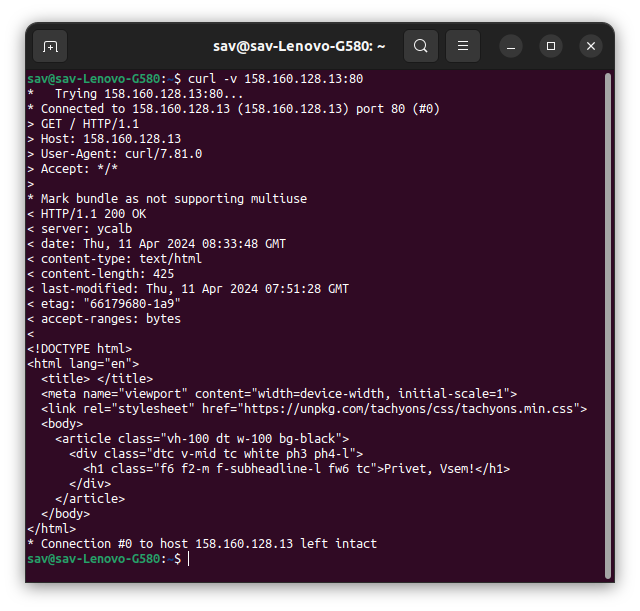 sav@sav-Lenovo-G580: ~
sav@sav-Lenovo-G580:~$ curl -v 158.160.128.13:80
*   Trying 158.160.128.13:80...
* Connected to 158.160.128.13 (158.160.128.13) port 80 (#0)
> GET / HTTP/1.1
> Host: 158.160.128.13
> User-Agent: curl/7.81.0
> Accept: */*
>
* Mark bundle as not supporting multiuse
< HTTP/1.1 200 OK
< server: ycalb
< date: Thu, 11 Apr 2024 08:33:48 GMT
< content-type: text/html
< content-length: 425
< last-modified: Thu, 11 Apr 2024 07:51:28 GMT
< etag: "66179680-1a9"
< accept-ranges: bytes
<
<!DOCTYPE html>
<html lang="en">
  <title> </title>
  <meta name="viewport" content="width=device-width, initial-scale=1">
  <link rel="stylesheet" href="https://unpkg.com/tachyons/css/tachyons.min.css">
  <body>
    <article class="vh-100 dt w-100 bg-black">
      <div class="dtc v-mid tc white ph3 ph4-l">
        <h1 class="f6 f2-m f-subheadline-l fw6 tc">Privet, Vsem!</h1>
      </div>
    </article>
  </body>
</html>
* Connection #0 to host 158.160.128.13 left intact
sav@sav-Lenovo-G580:~$